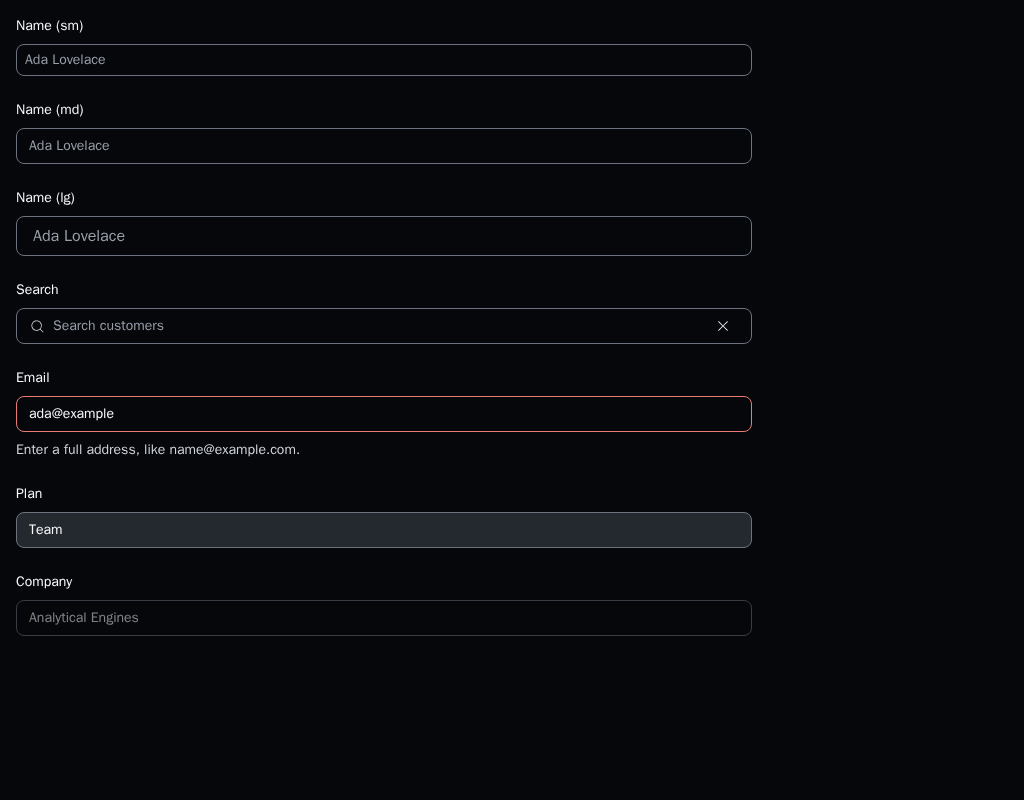 Name (sm)
Ada Lovelace
Name (md)
Ada Lovelace
Name (lg)
Ada Lovelace
Search
Search customers
Email
ada@example
Enter a full address, like name@example.com.
Plan
Team
Company
Analytical Engines